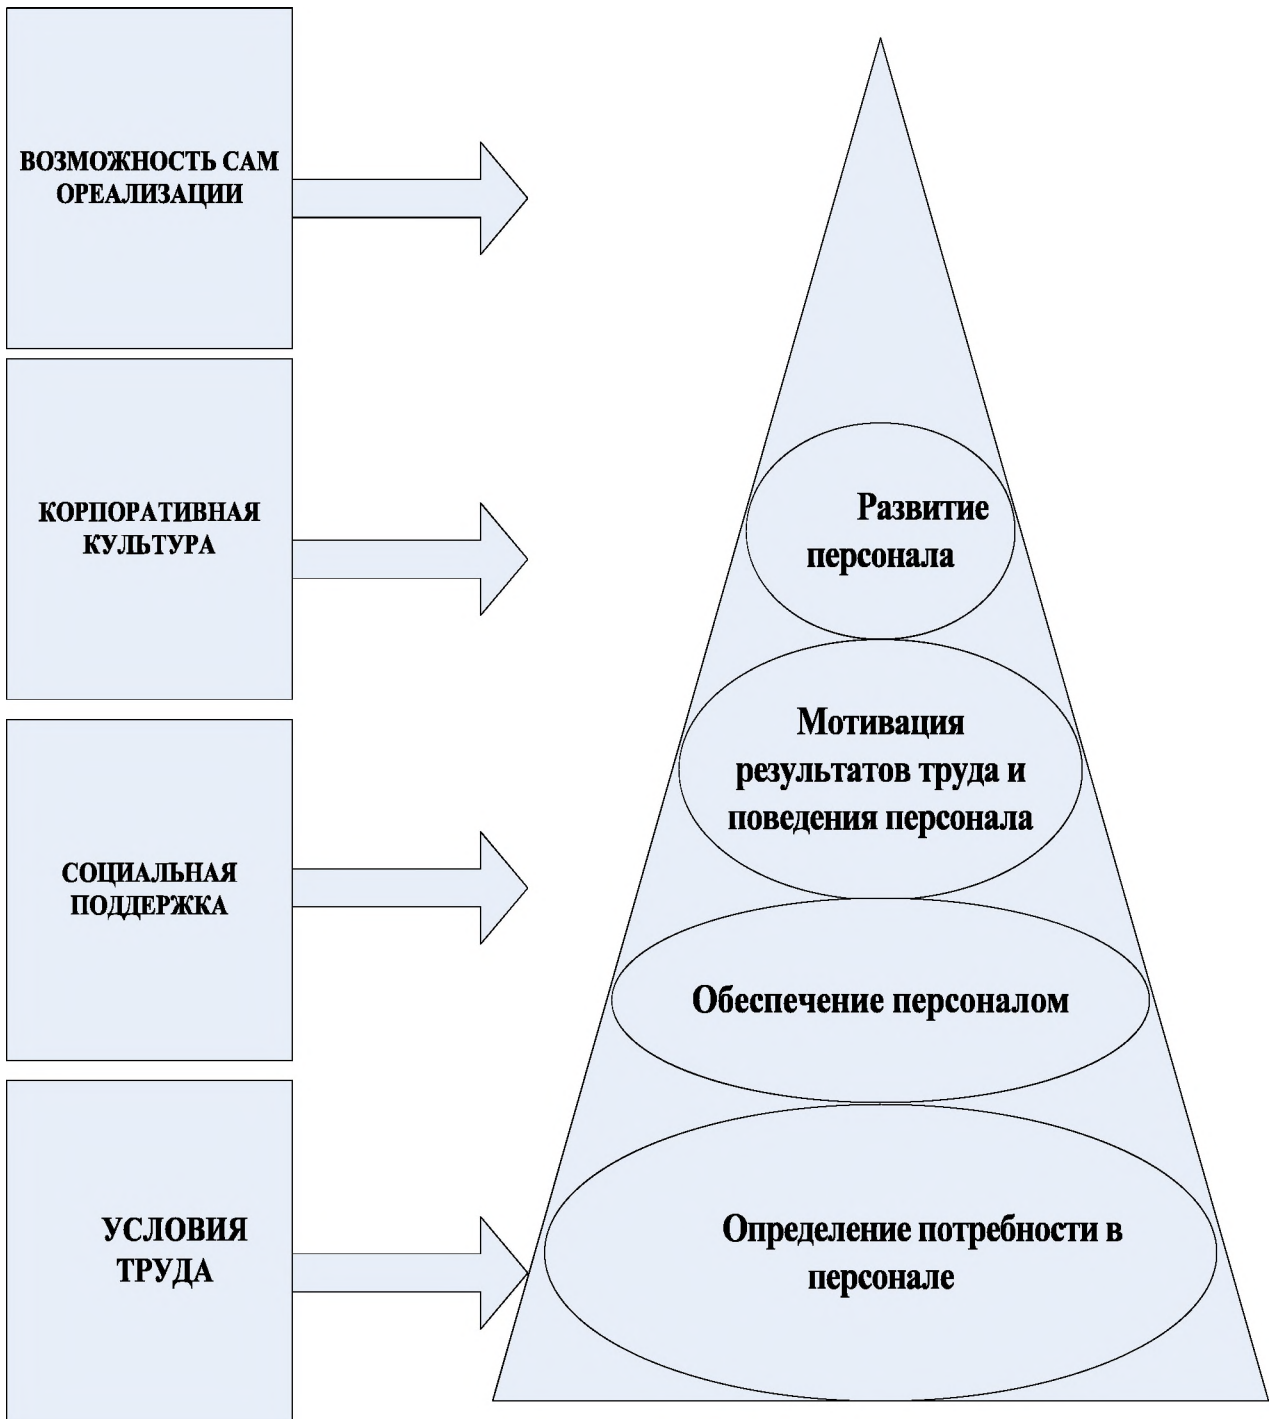 ВОЗМОЖНОСТЬ САМ
ОРЕАЛИЗАЦИИ
КОРПОРАТИВНАЯ
КУЛЬТУРА
СОЦИАЛЬНАЯ
ПОДДЕРЖКА
УСЛОВИЯ
ТРУДА
Развитие
персонала
Мотивация
результатов труда и
поведения персонала
Обеспечение персоналом
Определение потребности в
персонале